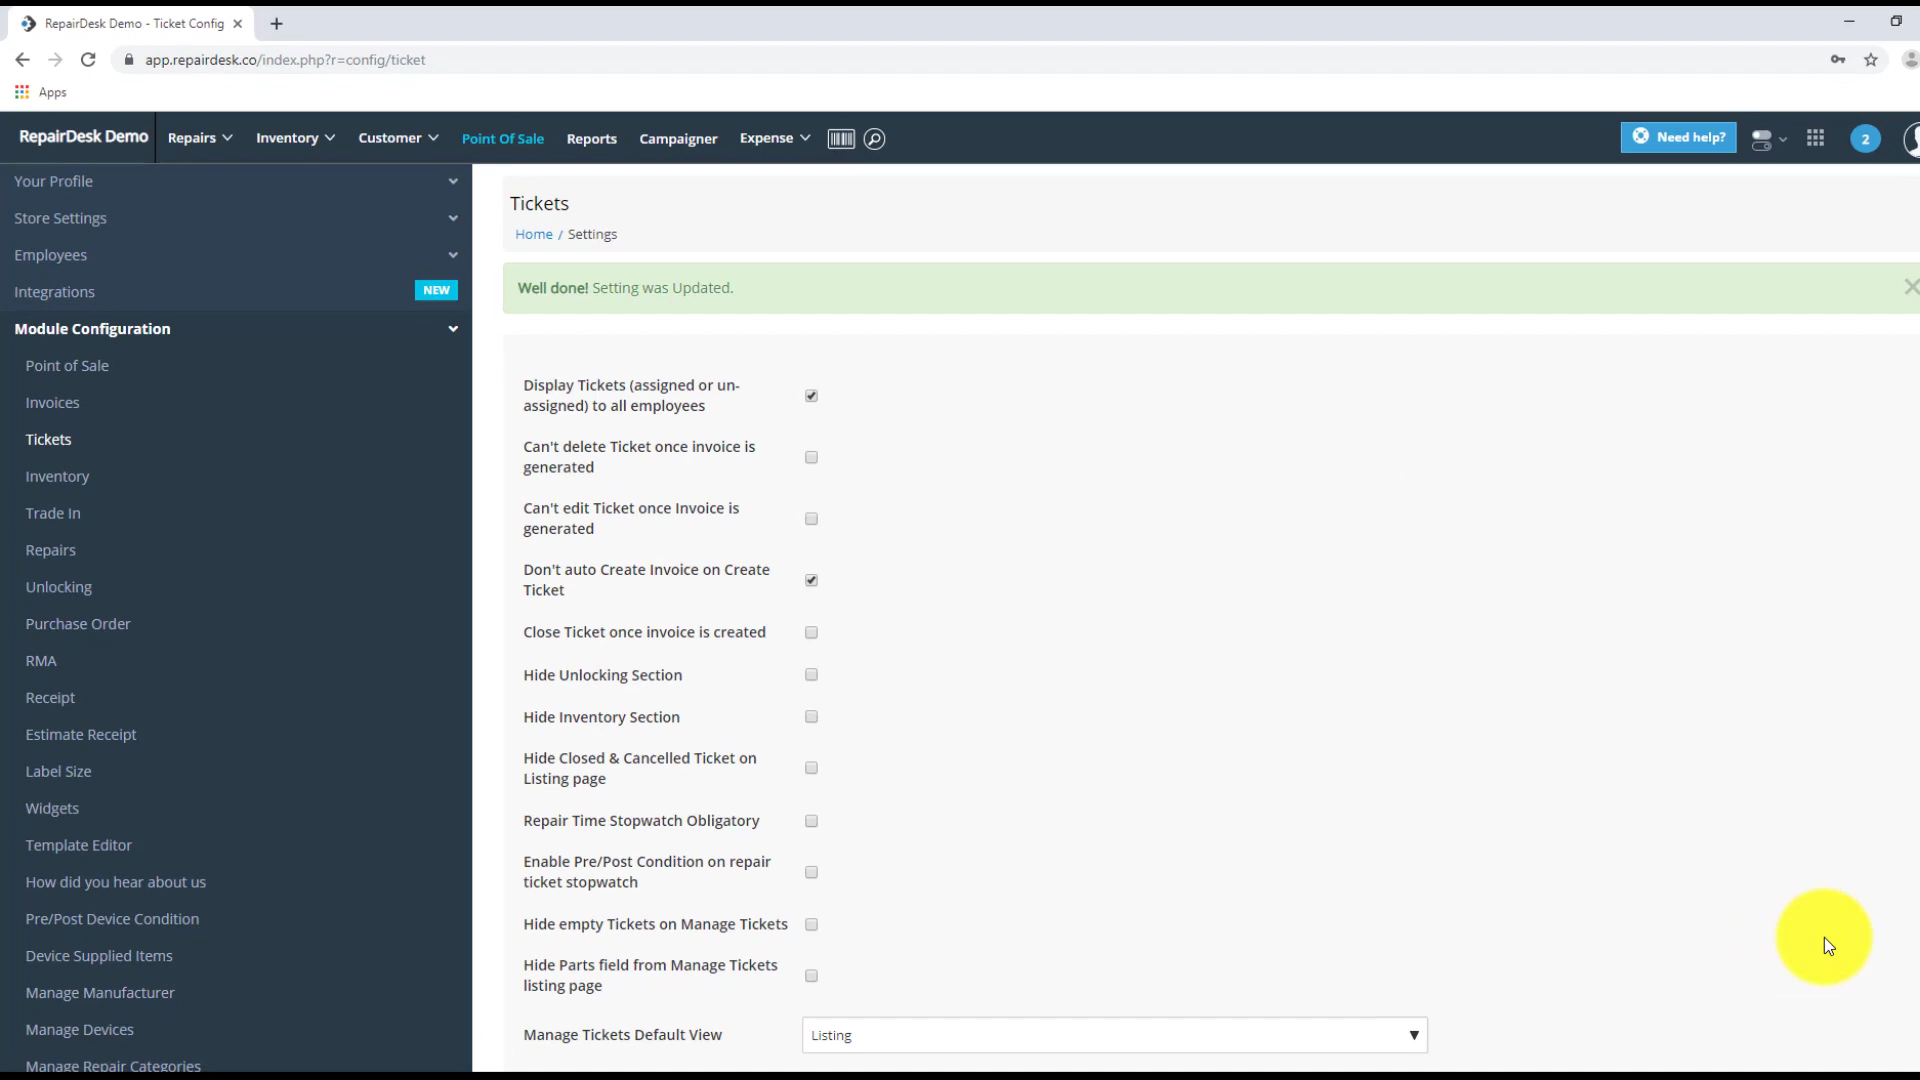 RepairDesk Demo - Ticket Config
app.repairdesk.co/index.php?r=config/ticket
Apps
RepairDesk Demo
Repairs
Inventory
Customer
Point Of Sale
Reports
Campaigner
Expense
Need help?
2
Your Profile
Store Settings
Employees
Integrations
NEW
Module Configuration
Point of Sale
Invoices
Tickets
Inventory
Trade In
Repairs
Unlocking
Purchase Order
RMA
Receipt
Estimate Receipt
Label Size
Widgets
Template Editor
How did you hear about us
Pre/Post Device Condition
Device Supplied Items
Manage Manufacturer
Manage Devices
Manage Repair Categories
Tickets
Home / Settings
Well done! Setting was Updated.
Display Tickets (assigned or un-
assigned) to all employees
Can't delete Ticket once invoice is
generated
Can't edit Ticket once Invoice is
generated
Don't auto Create Invoice on Create
Ticket
Close Ticket once invoice is created
Hide Unlocking Section
Hide Inventory Section
Hide Closed & Cancelled Ticket on
Listing page
Repair Time Stopwatch Obligatory
Enable Pre/Post Condition on repair
ticket stopwatch
Hide empty Tickets on Manage Tickets
Hide Parts field from Manage Tickets
listing page
Manage Tickets Default View
Listing